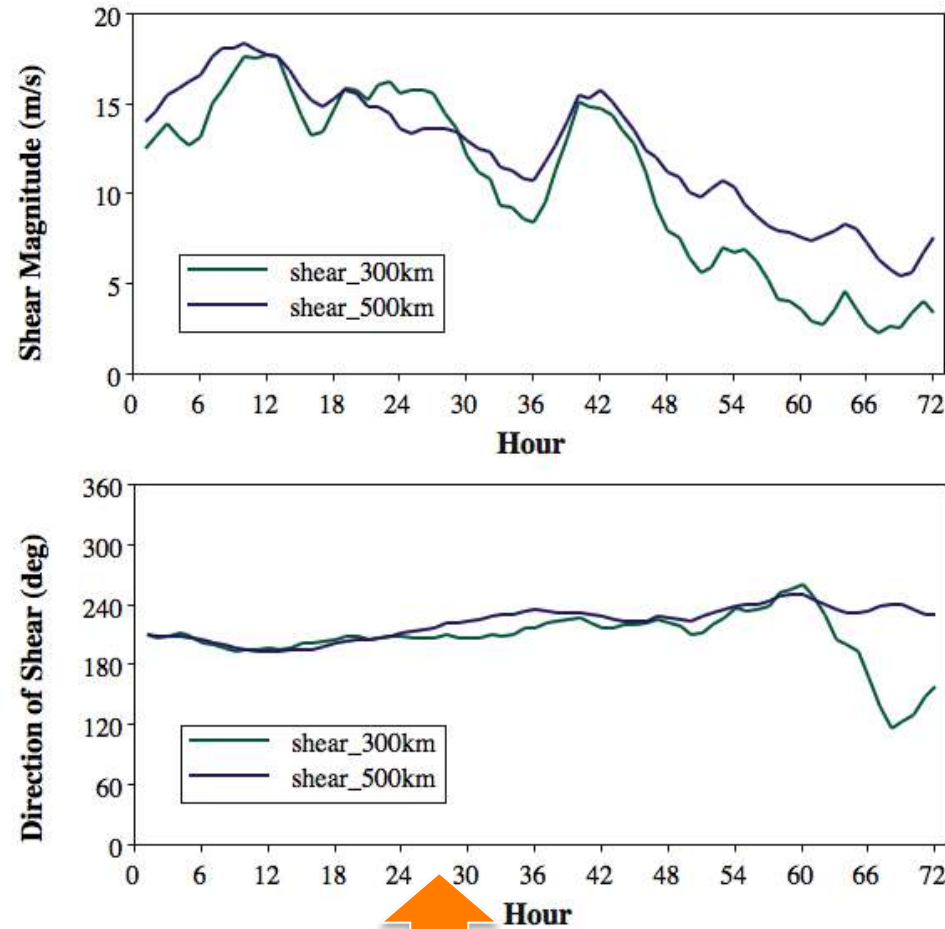 Shear Magnitude (m/s)
20
15
10
5
0
shear_300km
shear_500km
0 6 12 18 24 30 36 42 48 54 60 66 72
Hour
Direction of Shear (deg)
360
300
240
180
120
60
0
shear_300km
shear_500km
0 6 12 18 24 30 36 42 48 54 60 66 72
Hour